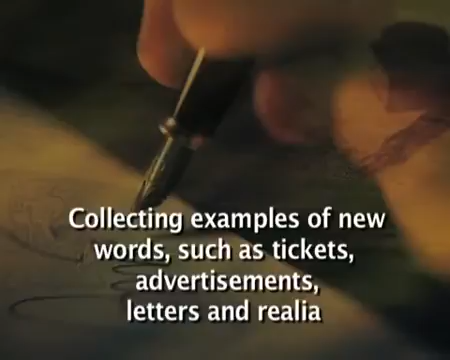 Collecting examples of new
words, such as tickets,
advertisements,
letters and realia